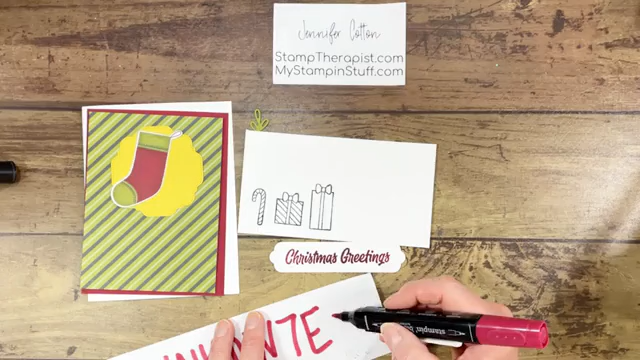 Jennifer Cotton
StampTherapist.com
MyStampinStuff.com
Christmas Greetings
stampin'